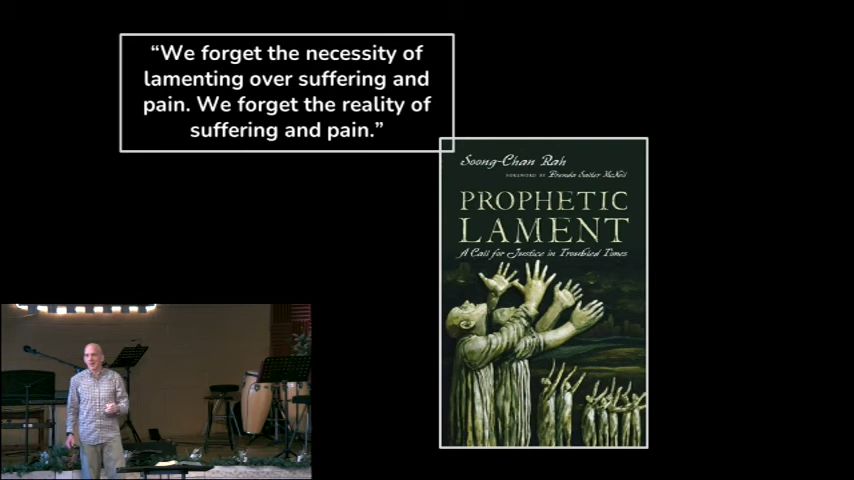 “We forget the necessity of
lamenting over suffering and
pain. We forget the reality of
suffering and pain.”
Soong-Chan Rah
FOREWORD BY Brenda Salter McNeil
PROPHETIC
LAMENT
A Call for Justice in Troubled Times